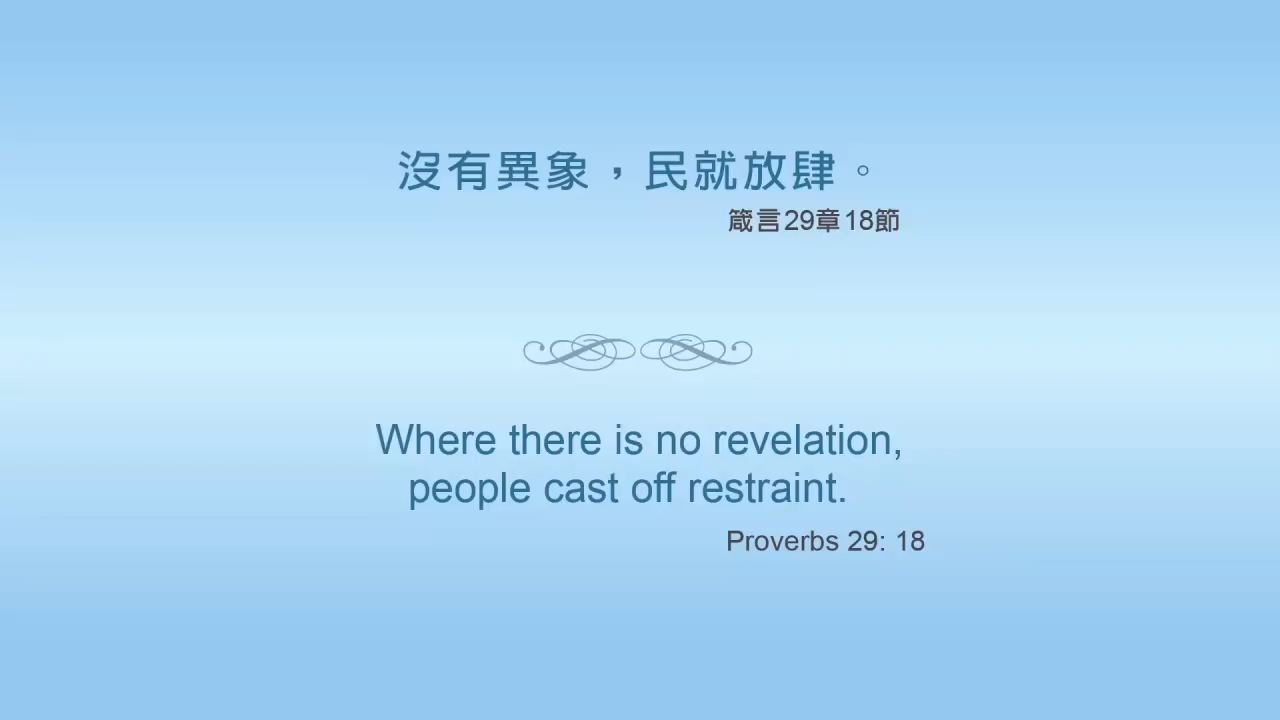 沒有異象，民就放肆。
箴言29章18節
Where there is no revelation,
people cast off restraint.
Proverbs 29: 18